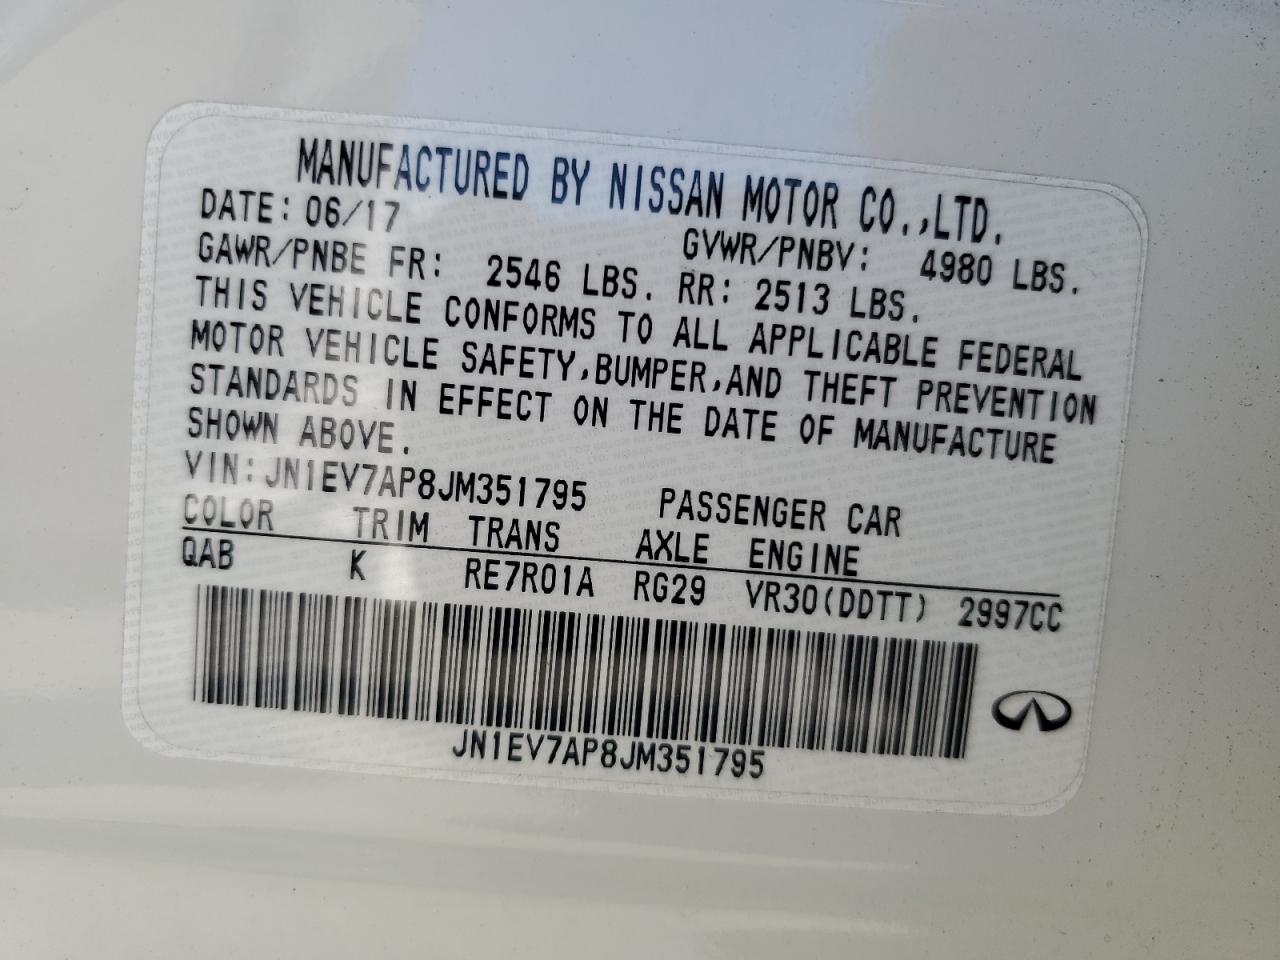 MANUFACTURED BY NISSAN MOTOR CO.,LTD.
DATE: 06/17 GVWR/PNBV: 4980 LBS.
GAWR/PNBE FR: 2546 LBS. RR: 2513 LBS.
THIS VEHICLE CONFORMS TO ALL APPLICABLE FEDERAL
MOTOR VEHICLE SAFETY,BUMPER,AND THEFT PREVENTION
STANDARDS IN EFFECT ON THE DATE OF MANUFACTURE
SHOWN ABOVE.
VIN:JN1EV7AP8JM351795 PASSENGER CAR
COLOR TRIM TRANS AXLE ENGINE
QAB K RE7R01A RG29 VR30(DDTT) 2997CC
JN1EV7AP8JM351795